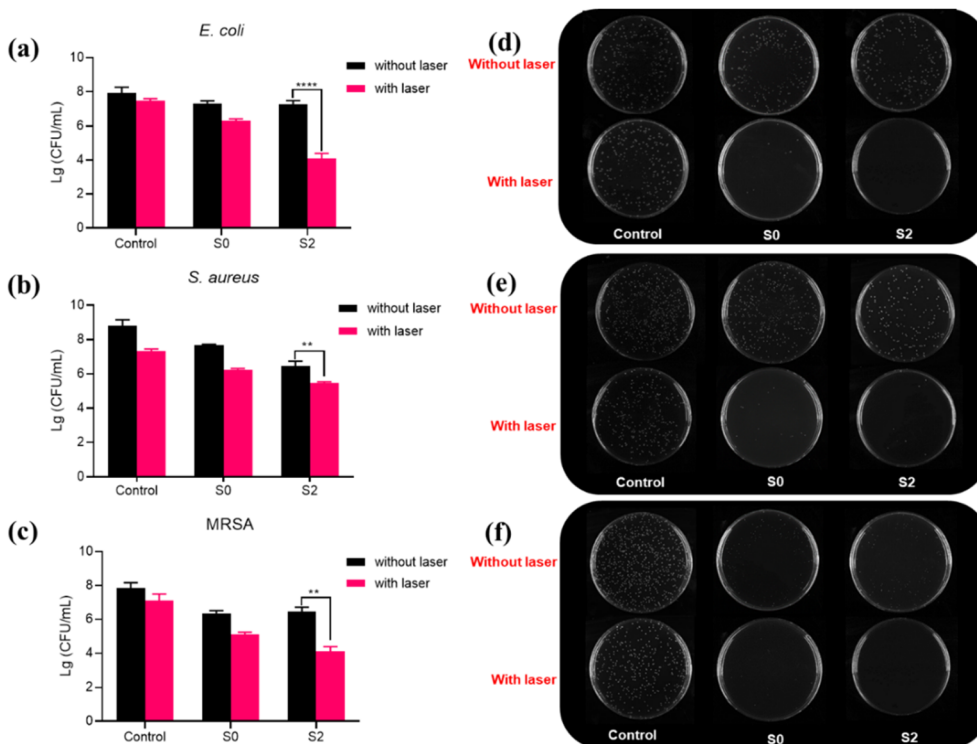 (a)
E. coli
Lg (CFU/mL)
10
8
6
4
2
0
without laser
with laser
****
Control S0 S2
(b)
S. aureus
Lg (CFU/mL)
10
8
6
4
2
0
without laser
with laser
**
Control S0 S2
(c)
MRSA
Lg (CFU/mL)
10
8
6
4
2
0
without laser
with laser
**
Control S0 S2
(d)
Without laser
With laser
Control S0 S2
(e)
Without laser
With laser
Control S0 S2
(f)
Without laser
With laser
Control S0 S2